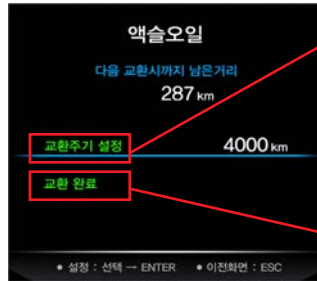 액슬오일
다음 교환시까지 남은거리
287 km
교환주기 설정 4000 km
교환 완료
● 설정 : 선택 → ENTER ● 이전화면 : ESC